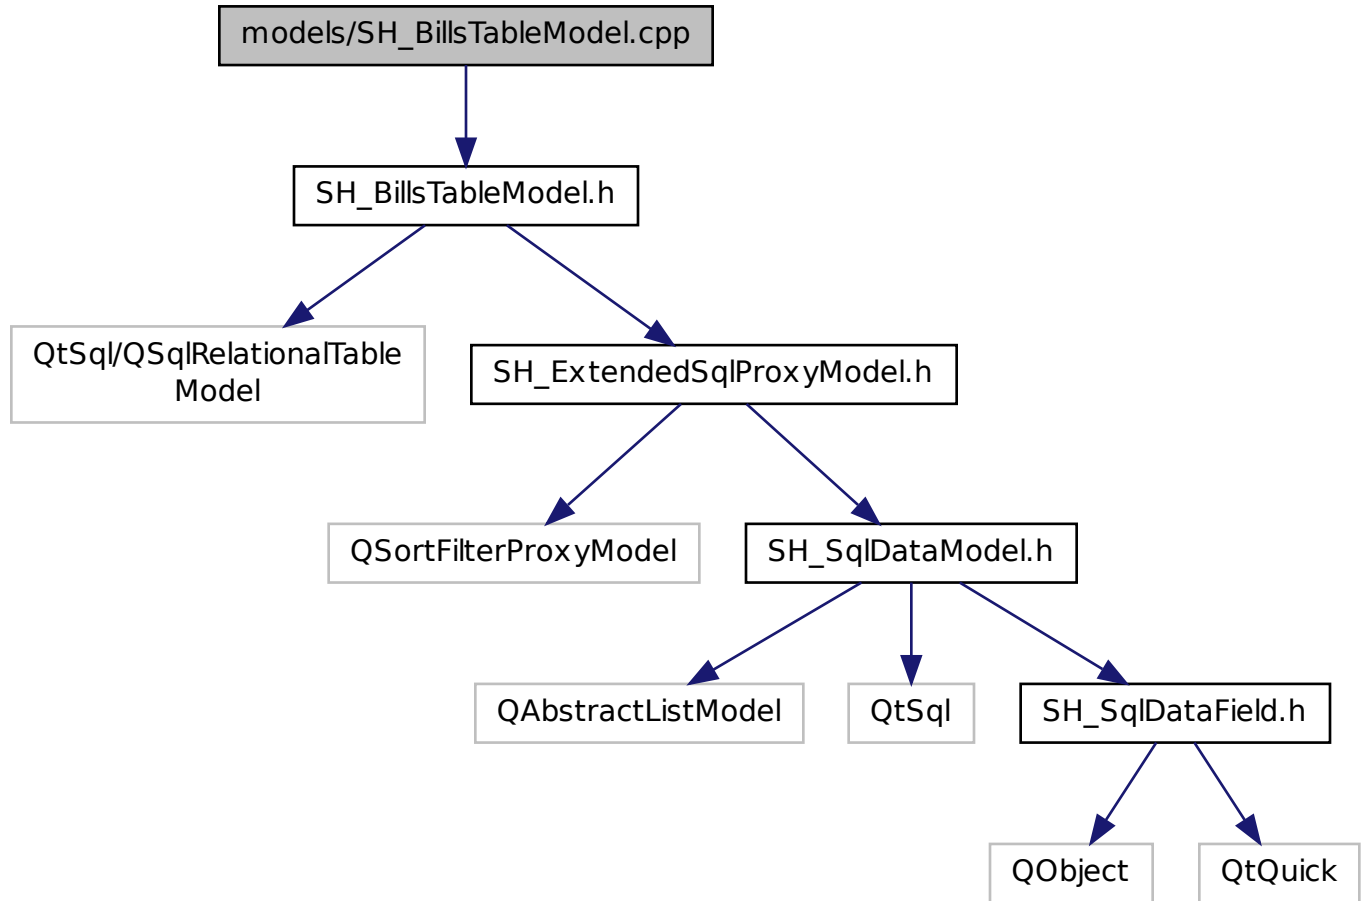 models/SH_BillsTableModel.cpp
SH_BillsTableModel.h
QtSql/QSqlRelationalTable
Model
SH_ExtendedSqlProxyModel.h
QSortFilterProxyModel
SH_SqlDataModel.h
QAbstractListModel
QtSql
SH_SqlDataField.h
QObject
QtQuick